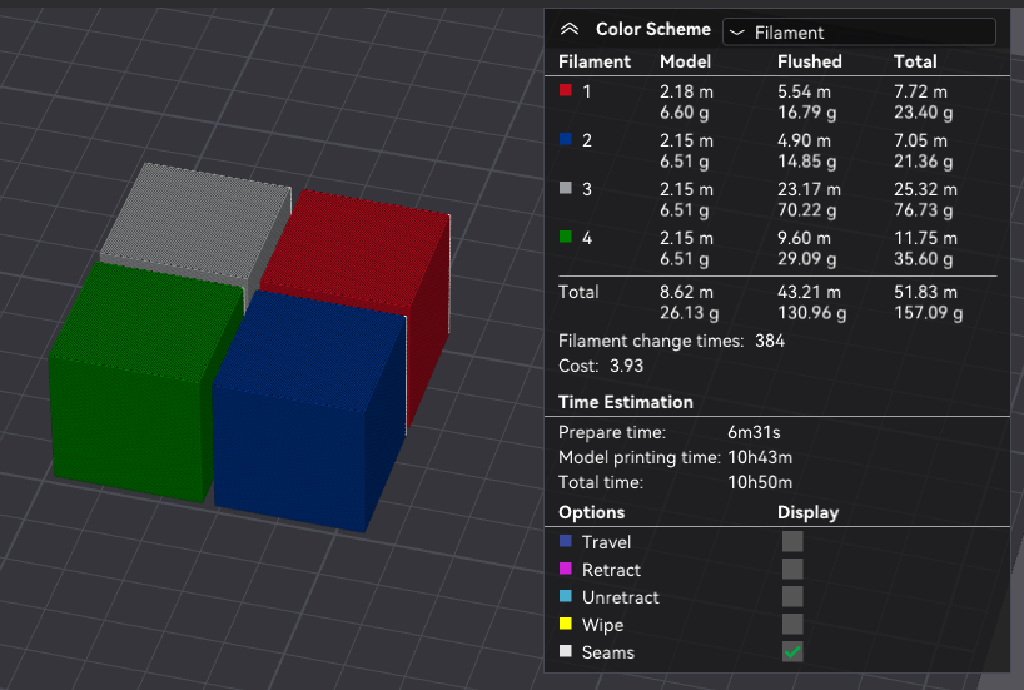 Color Scheme Filament
Filament Model Flushed Total
1 2.18 m 5.54 m 7.72 m
6.60 g 16.79 g 23.40 g
2 2.15 m 4.90 m 7.05 m
6.51 g 14.85 g 21.36 g
3 2.15 m 23.17 m 25.32 m
6.51 g 70.22 g 76.73 g
4 2.15 m 9.60 m 11.75 m
6.51 g 29.09 g 35.60 g
Total 8.62 m 43.21 m 51.83 m
26.13 g 130.96 g 157.09 g
Filament change times: 384
Cost: 3.93
Time Estimation
Prepare time: 6m31s
Model printing time: 10h43m
Total time: 10h50m
Options Display
Travel
Retract
Unretract
Wipe
Seams